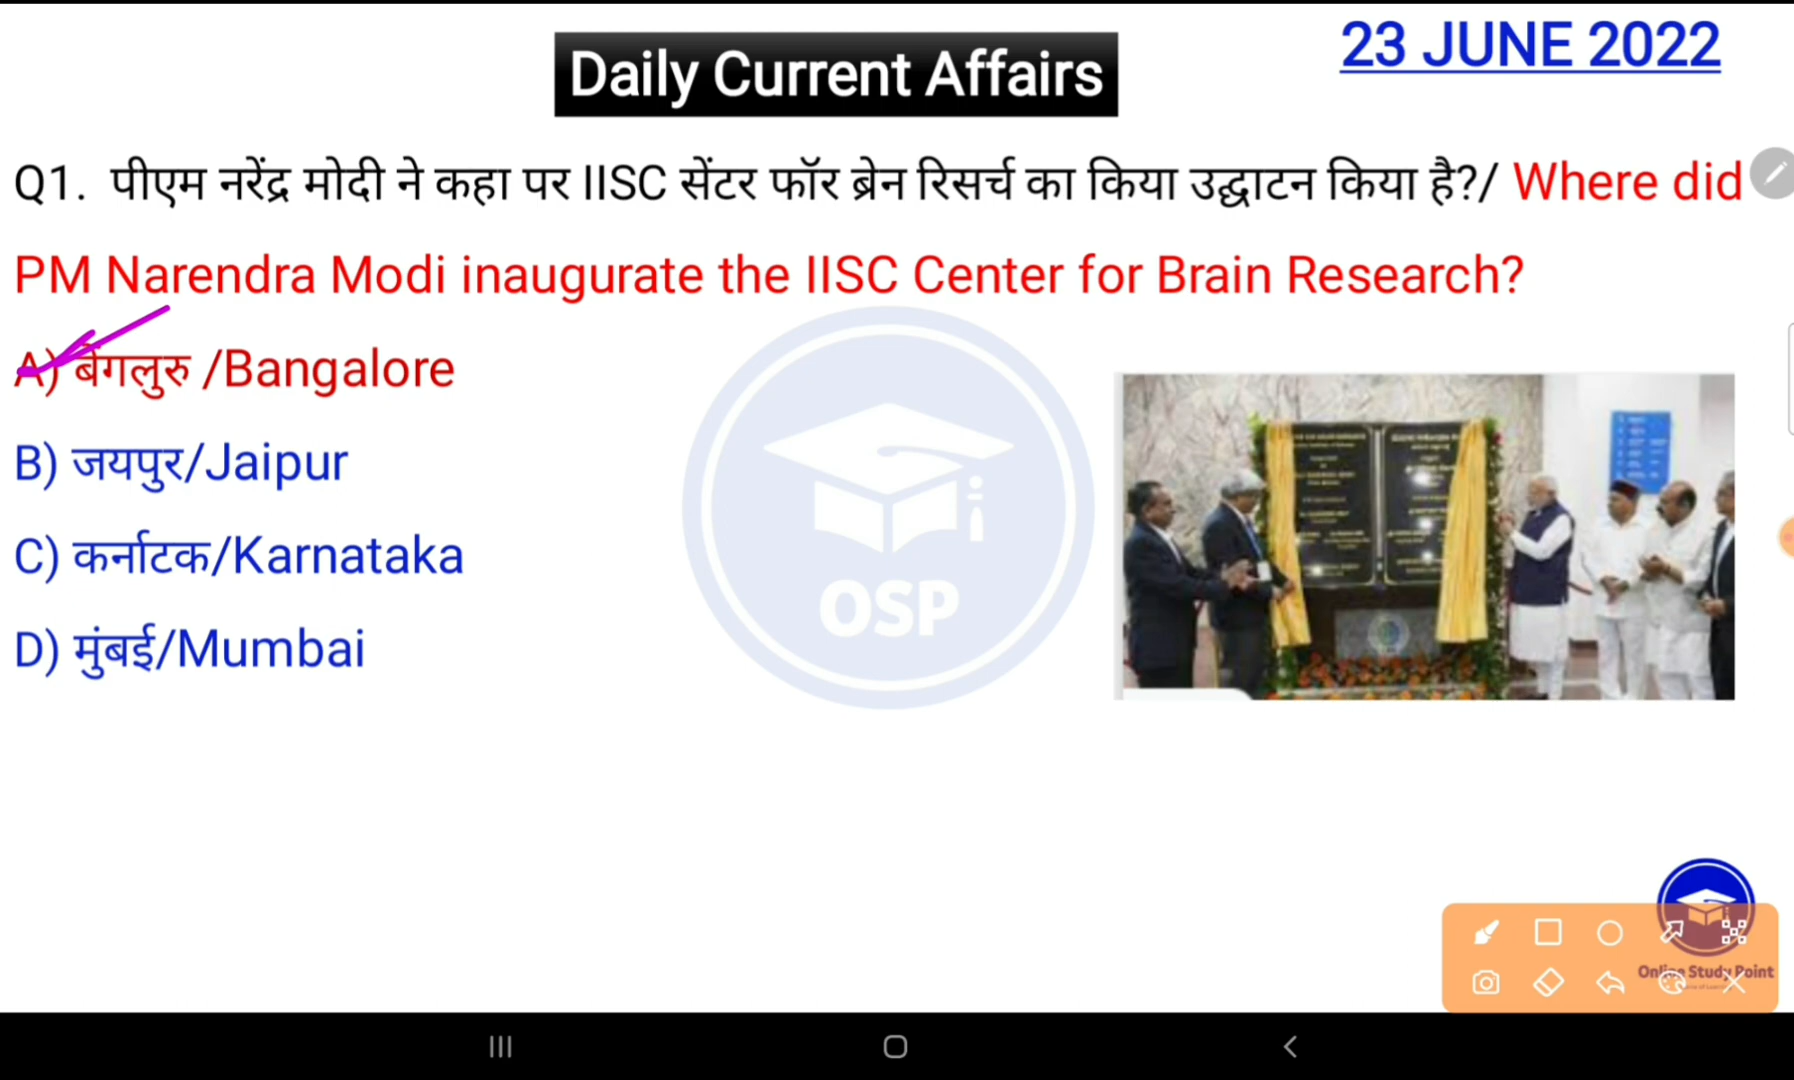 23 JUNE 2022
Daily Current Affairs
Q1. पीएम नरेंद्र मोदी ने कहा पर IISC सेंटर फॉर ब्रेन रिसर्च का किया उद्घाटन किया है?/ Where did
PM Narendra Modi inaugurate the IISC Center for Brain Research?
A) बेंगलुरु /Bangalore
B) जयपुर/Jaipur
C) कर्नाटक/Karnataka
D) मुंबई/Mumbai
OSP
Online Study Point